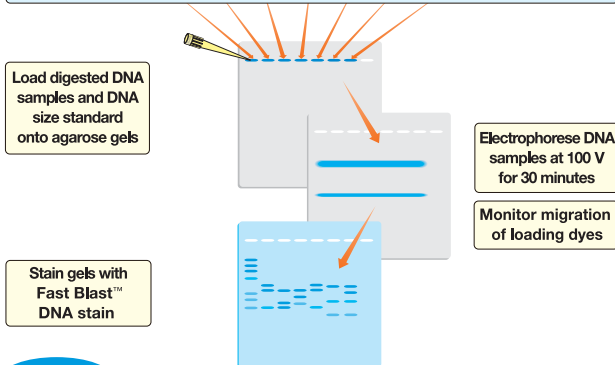 Load digested DNA
samples and DNA
size standard
onto agarose gels
Electrophorese DNA
samples at 100 V
for 30 minutes
Monitor migration
of loading dyes
Stain gels with
Fast Blast™
DNA stain